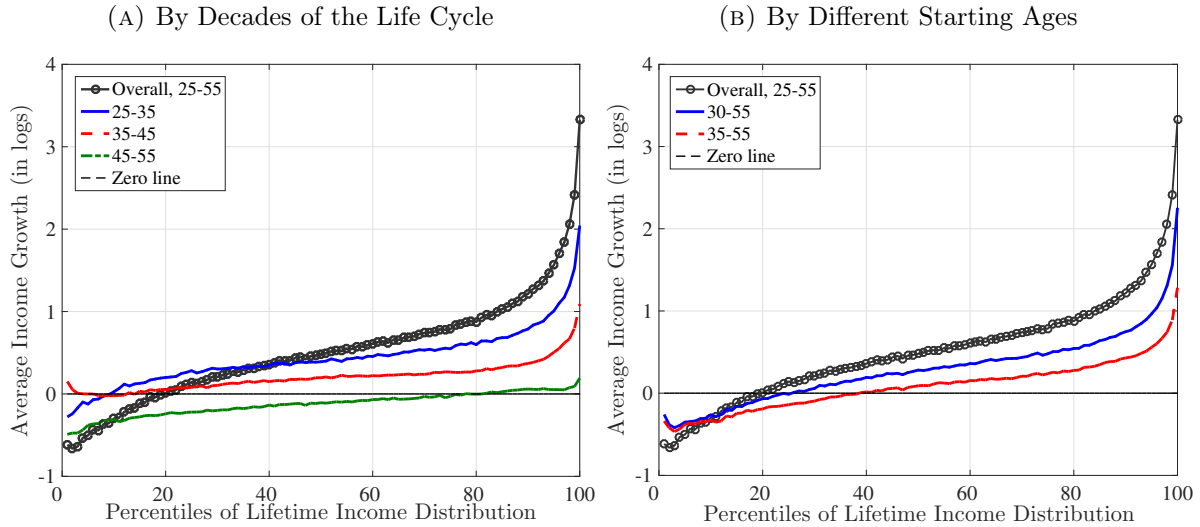 (A) By Decades of the Life Cycle
Average Income Growth (in logs)
4
3
2
1
0
-1
Overall, 25-55
25-35
35-45
45-55
Zero line
0 20 40 60 80 100
Percentiles of Lifetime Income Distribution
(B) By Different Starting Ages
Average Income Growth (in logs)
4
3
2
1
0
-1
Overall, 25-55
30-55
35-55
Zero line
0 20 40 60 80 100
Percentiles of Lifetime Income Distribution